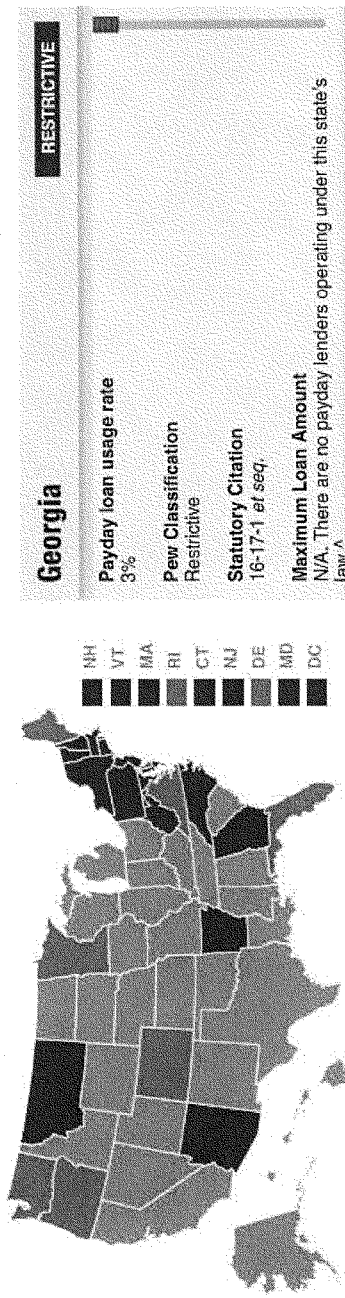 NH
VT
MA
RI
CT
NJ
DE
MD
DC
Georgia
RESTRICTIVE
Payday loan usage rate
3%
Pew Classification
Restrictive
Statutory Citation
16-17-1 et seq.
Maximum Loan Amount
N/A. There are no payday lenders operating under this state's
law.^